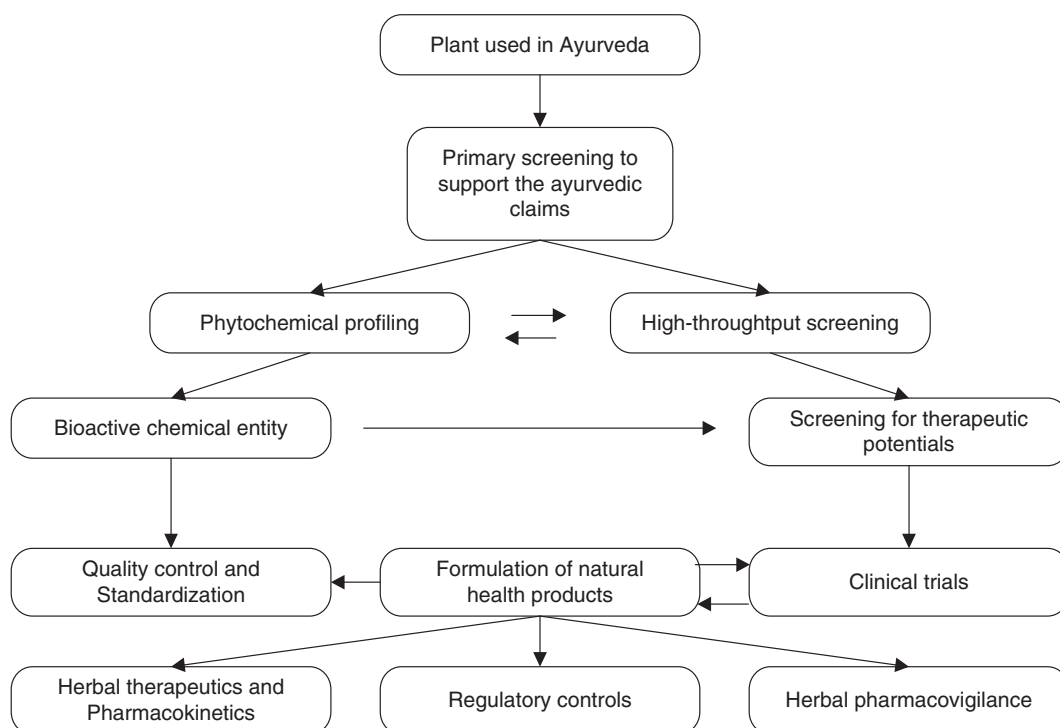 Plant used in Ayurveda
Primary screening to
support the ayurvedic
claims
Phytochemical profiling
High-throughtput screening
Bioactive chemical entity
Screening for therapeutic
potentials
Quality control and
Standardization
Formulation of natural
health products
Clinical trials
Herbal therapeutics and
Pharmacokinetics
Regulatory controls
Herbal pharmacovigilance